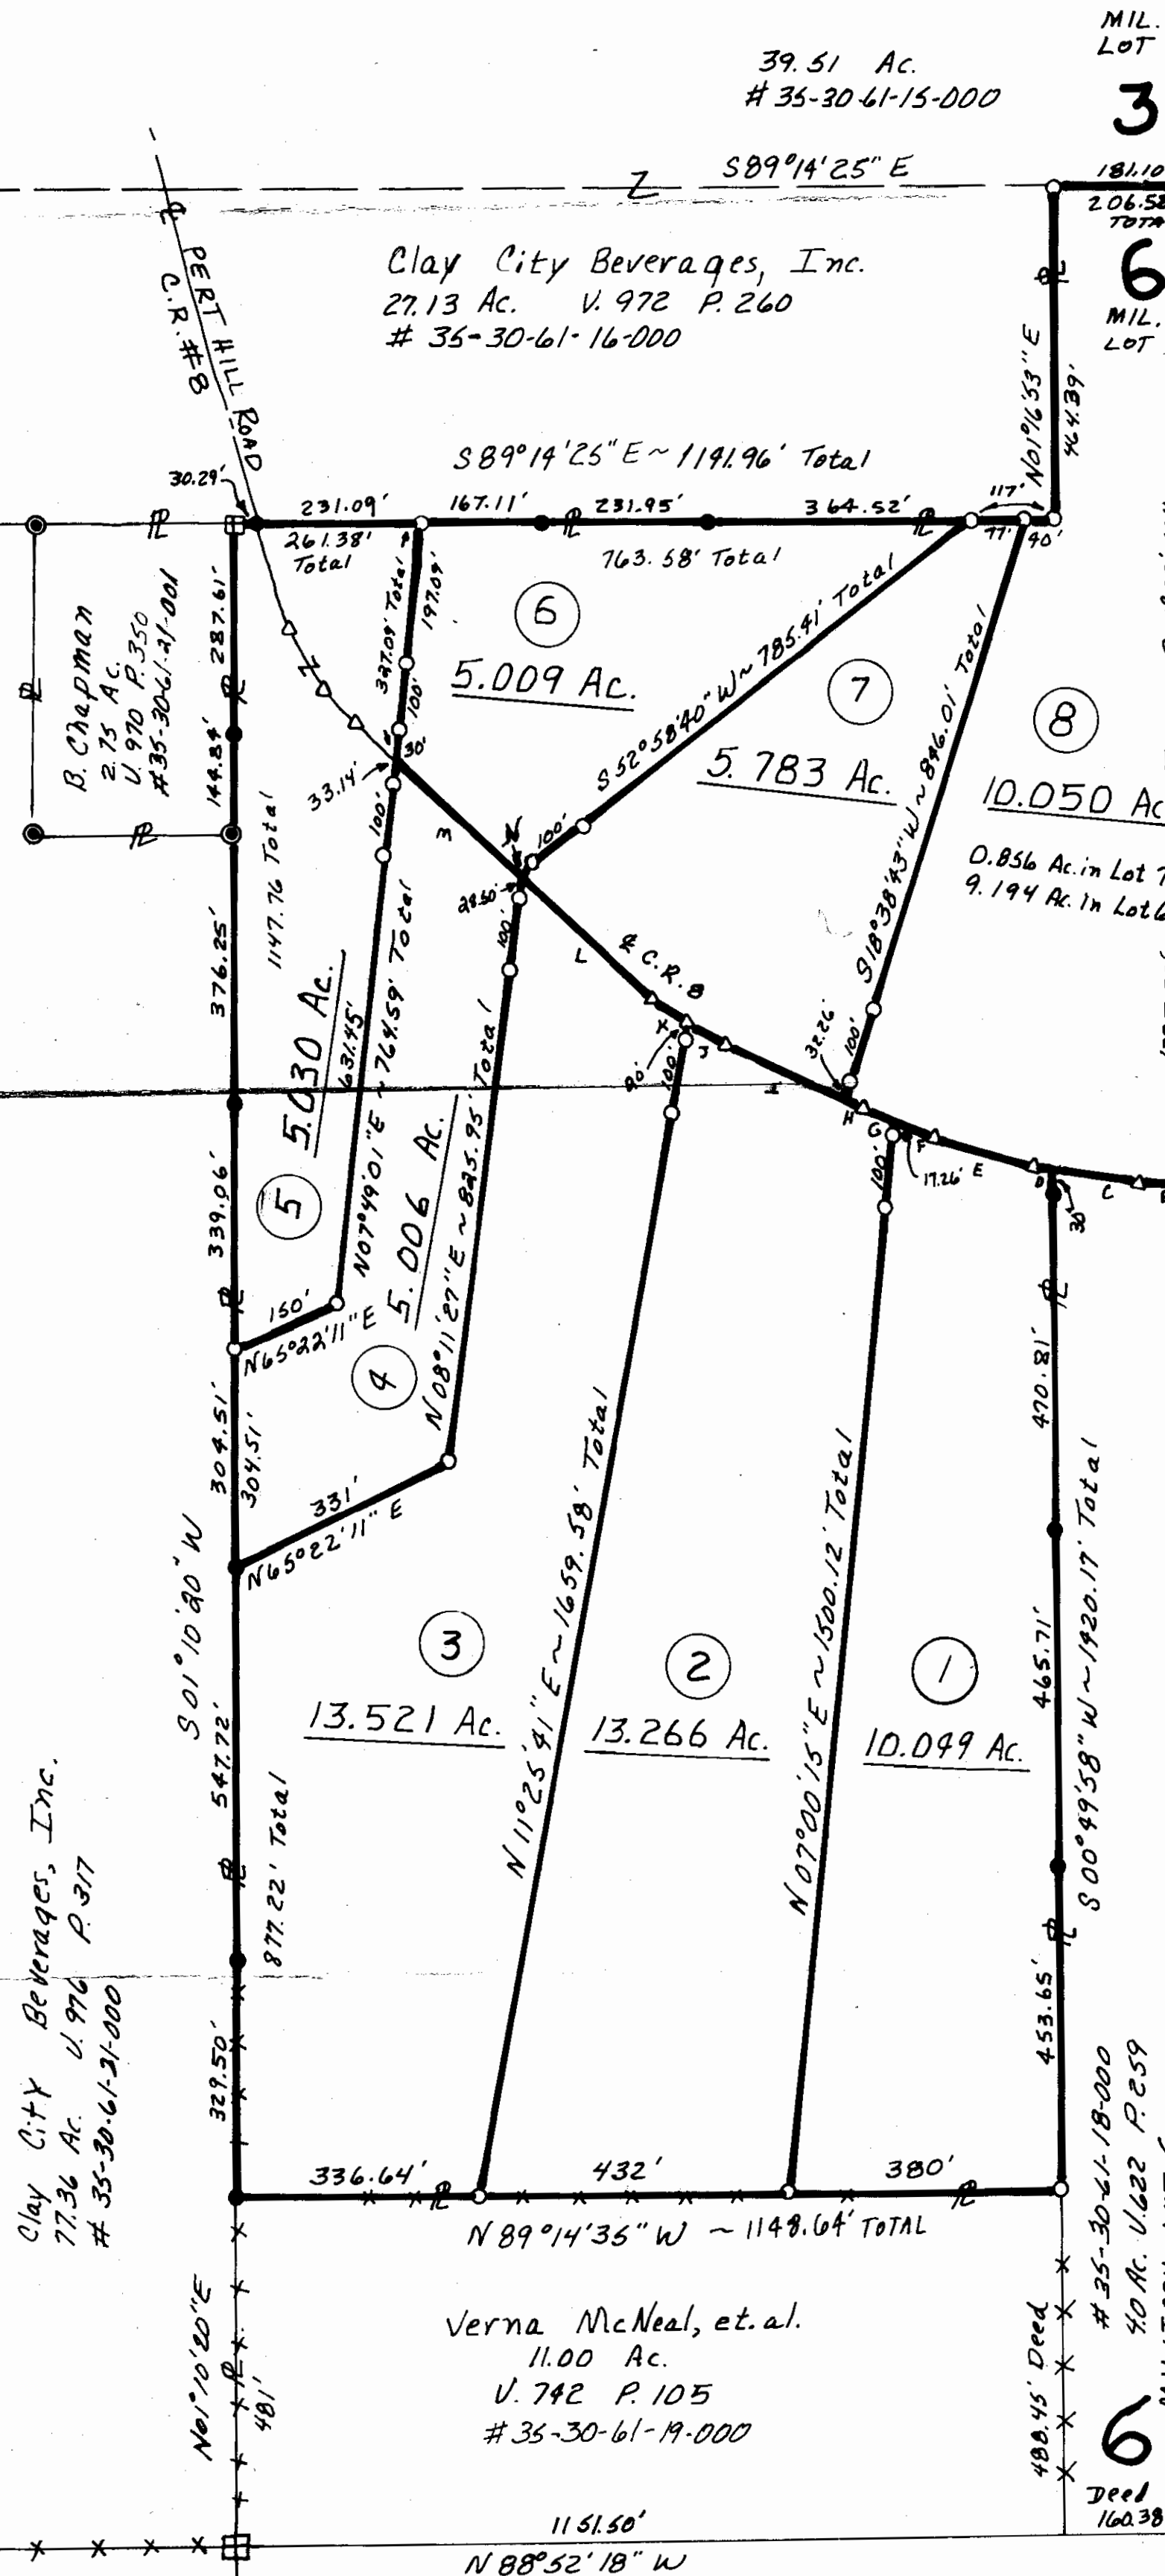 MIL.
LOT
3
39.51 Ac.
# 35-30-61-15-000
S89°14'25" E
181.10
206.52
TOTA
6
MIL.
LOT
PERT HILL ROAD
C.R. #8
Clay City Beverages, Inc.
27.13 Ac. V. 972 P. 260
# 35-30-61-16-000
N01°16'53" E
464.39'
S89°14'25" E ~ 1141.96' Total
30.29'
231.09'
167.11'
231.95'
364.52'
117'
261.38'
Total
763.58' Total
77'
40'
B. Chapman
2.75 Ac.
V. 970 P. 350
#35-30-61-21-001
287.61'
144.84'
376.25'
1147.76 Total
327.09' Total
197.09'
100'
30'
33.14'
100'
6
5.009 Ac.
S 52°58'40" W ~ 785.41' Total
100'
7
5.783 Ac.
8
10.050 Ac
0.856 Ac. in Lot 7
9.194 Ac. in Lot 6
S18°38'43" W ~ 846.01' Total
M
28.50'
100'
L
℄ C.R. 8
K
J
20'
100'
I
32.26'
100'
H
G
F
E
D
C
17.26'
100'
30'
5
5.030 Ac.
631.45'
N07°49'01" E ~ 764.59' Total
339.06'
150'
N65°22'11" E
4
5.006 Ac.
N08°11'27" E ~ 825.95' Total
304.51'
304.51'
331'
N65°22'11" E
S01°10'20" W
470.81'
S00°49'58" W ~ 1420.17' Total
3
13.521 Ac.
N11°25'41" E ~ 1659.58' Total
2
13.266 Ac.
N07°00'15" E ~ 1500.12' Total
1
10.049 Ac.
465.71'
547.72'
877.22' Total
453.65'
329.50'
Clay City Beverages, Inc.
77.36 Ac. V. 976 P. 317
# 35-30-61-21-000
336.64'
432'
380'
N89°14'35" W ~ 1148.64' TOTAL
# 35-30-61-18-000
40 Ac. V.622 P.259
N01°10'20"E
481'
Verna McNeal, et.al.
11.00 Ac.
V. 742 P. 105
# 35-30-61-19-000
488.45' Deed
6
Deed
160.38
1151.50'
N88°52'18" W